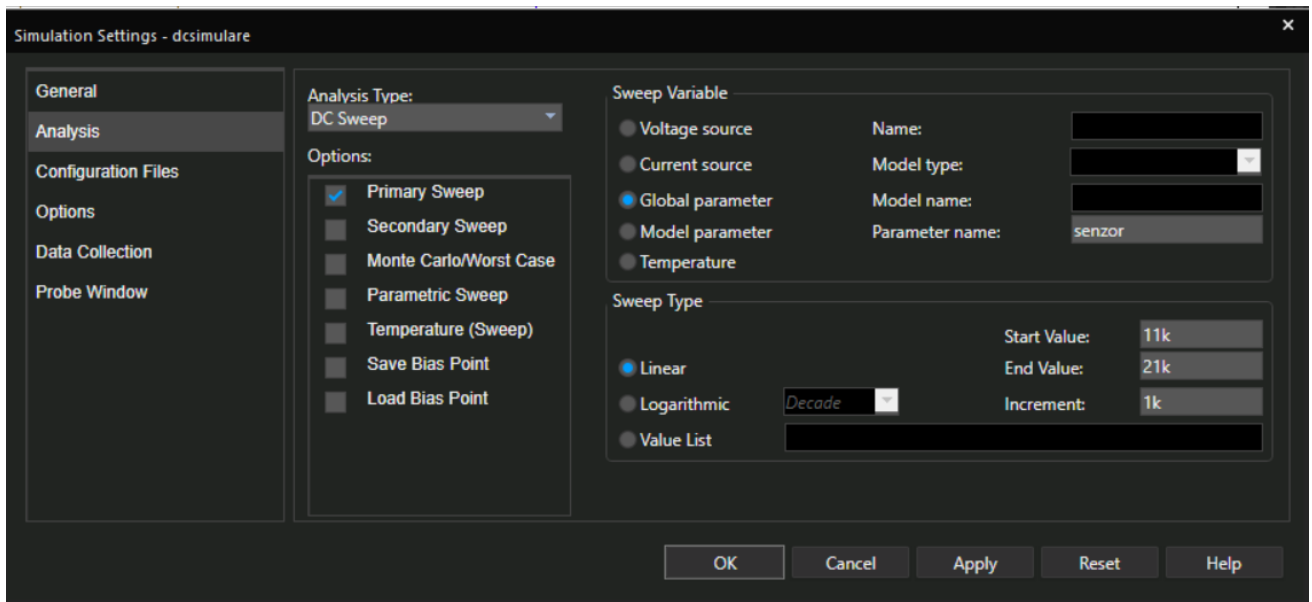 Simulation Settings - dcsimulare
General
Analysis
Configuration Files
Options
Data Collection
Probe Window
Analysis Type:
DC Sweep
Options:
Primary Sweep
Secondary Sweep
Monte Carlo/Worst Case
Parametric Sweep
Temperature (Sweep)
Save Bias Point
Load Bias Point
Sweep Variable
Voltage source Name:
Current source Model type:
Global parameter Model name:
Model parameter Parameter name: senzor
Temperature
Sweep Type
Start Value: 11k
Linear End Value: 21k
Logarithmic Decade Increment: 1k
Value List
OK Cancel Apply Reset Help